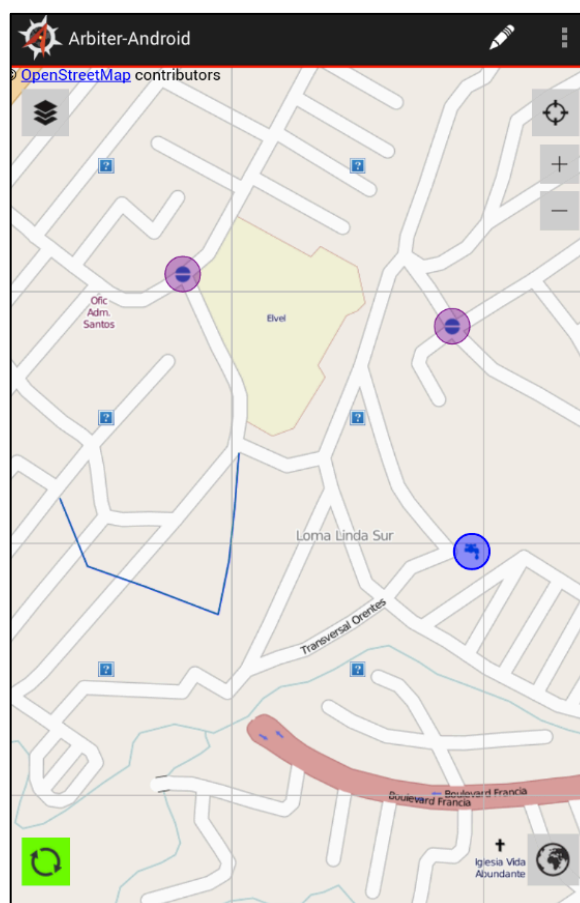 Arbiter-Android
© OpenStreetMap contributors
?
?
+
−
Ofic
Adm.
Santos
Elvel
?
?
Loma Linda Sur
Transversal Orentes
?
?
Boulevard Francia
Boulevard Francia
Iglesia Vida
Abundante